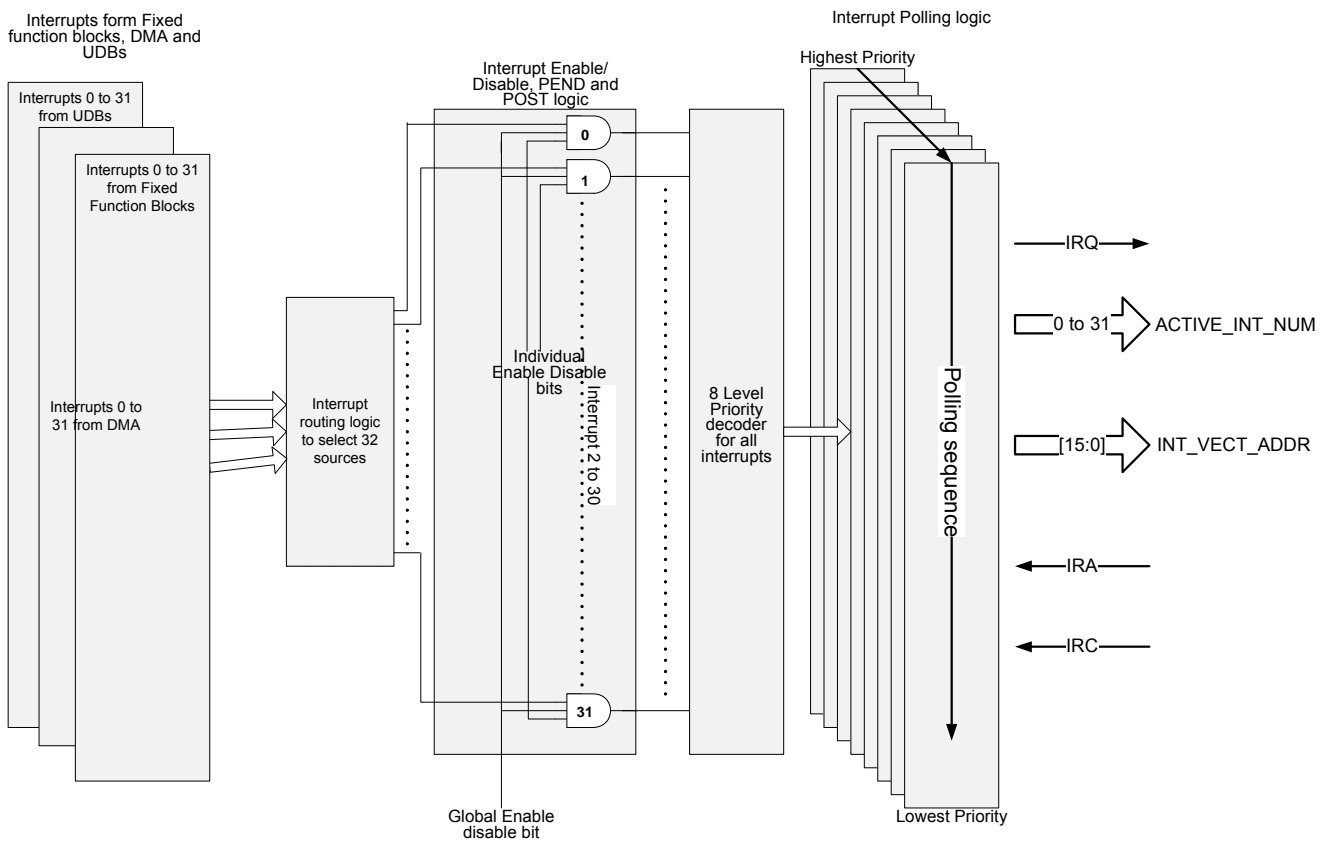 Interrupts form Fixed
function blocks, DMA and
UDBs
Interrupt Polling logic
Highest Priority
Interrupt Enable/
Disable, PEND and
POST logic
Interrupts 0 to 31
from UDBs
0
Interrupts 0 to 31
from Fixed
Function Blocks
1
IRQ
0 to 31
ACTIVE_INT_NUM
Individual
Enable Disable
bits
Interrupt 2 to 30
Polling sequence
Interrupts 0 to
31 from DMA
Interrupt
routing logic
to select 32
sources
8 Level
Priority
decoder
for all
interrupts
[15:0]
INT_VECT_ADDR
IRA
IRC
31
Global Enable
disable bit
Lowest Priority